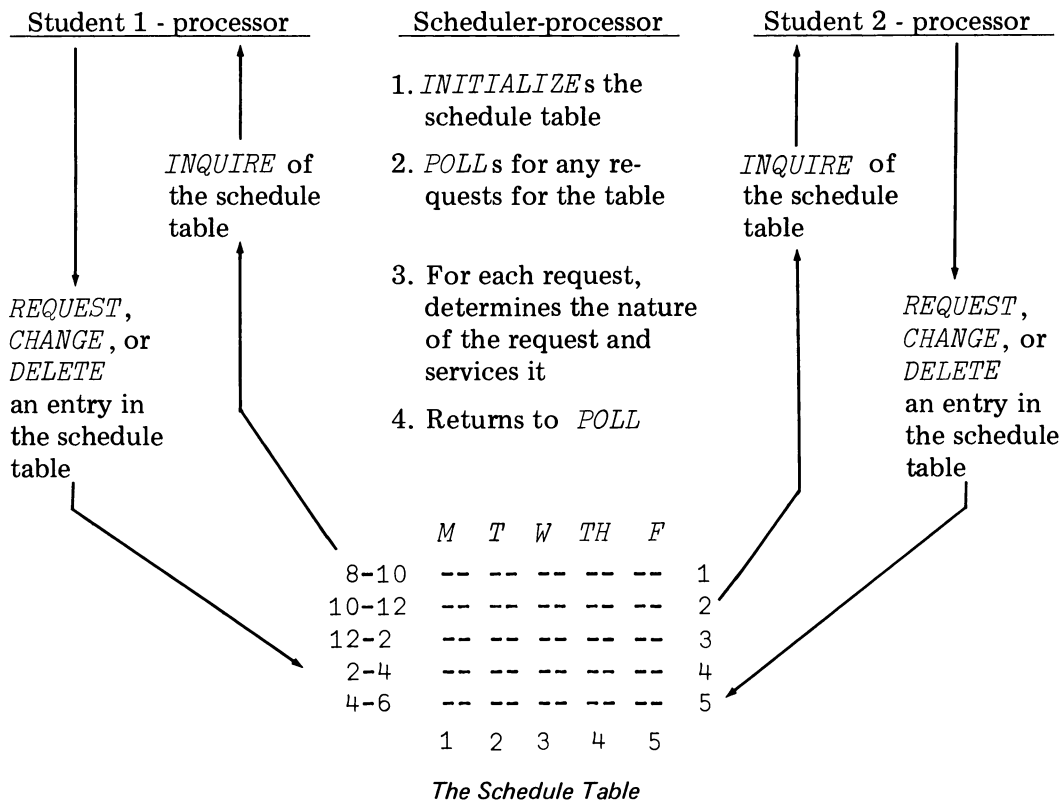 Student 1 - processor
INQUIRE of
the schedule
table
REQUEST,
CHANGE, or
DELETE
an entry in
the schedule
table
Scheduler-processor
1. INITIALIZEs the
schedule table
2. POLLs for any re-
quests for the table
3. For each request,
determines the nature
of the request and
services it
4. Returns to POLL
Student 2 - processor
INQUIRE of
the schedule
table
REQUEST,
CHANGE, or
DELETE
an entry in
the schedule
table
M T W TH F
8-10 -- -- -- -- -- 1
10-12 -- -- -- -- -- 2
12-2 -- -- -- -- -- 3
2-4 -- -- -- -- -- 4
4-6 -- -- -- -- -- 5
1 2 3 4 5
The Schedule Table